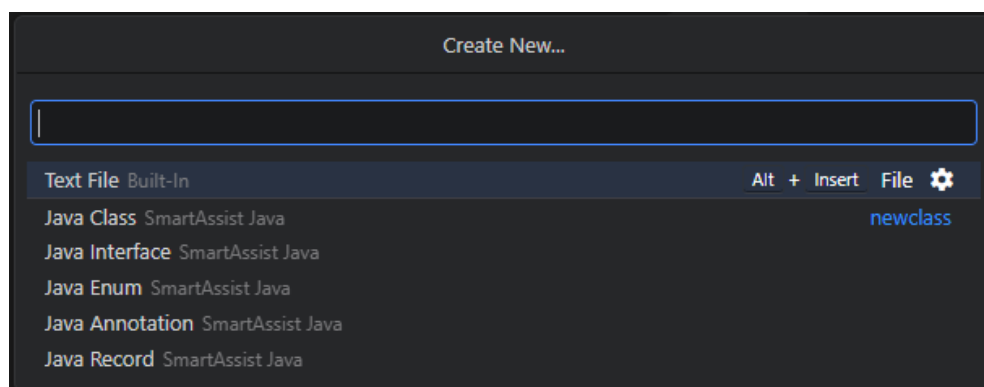 Create New...
Text File Built-In Alt + Insert File
Java Class SmartAssist Java newclass
Java Interface SmartAssist Java
Java Enum SmartAssist Java
Java Annotation SmartAssist Java
Java Record SmartAssist Java